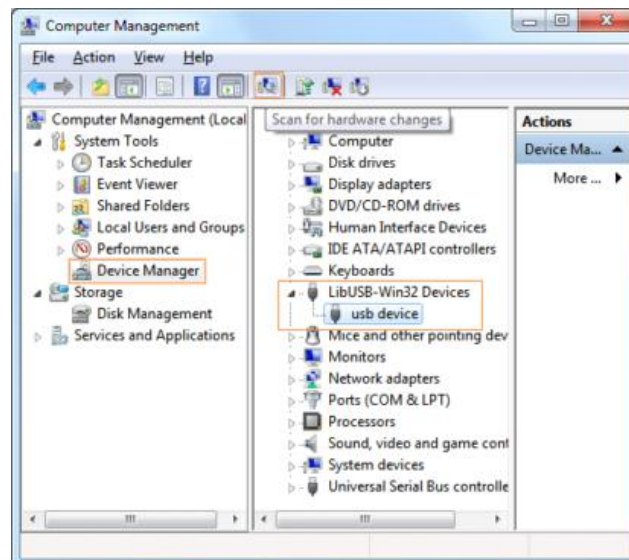 Computer Management
File Action View Help
Scan for hardware changes
Computer Management (Local
System Tools
Task Scheduler
Event Viewer
Shared Folders
Local Users and Groups
Performance
Device Manager
Storage
Disk Management
Services and Applications
Computer
Disk drives
Display adapters
DVD/CD-ROM drives
Human Interface Devices
IDE ATA/ATAPI controllers
Keyboards
LibUSB-Win32 Devices
usb device
Mice and other pointing dev
Monitors
Network adapters
Ports (COM & LPT)
Processors
Sound, video and game cont
System devices
Universal Serial Bus controlle
Actions
Device Ma...
More ...